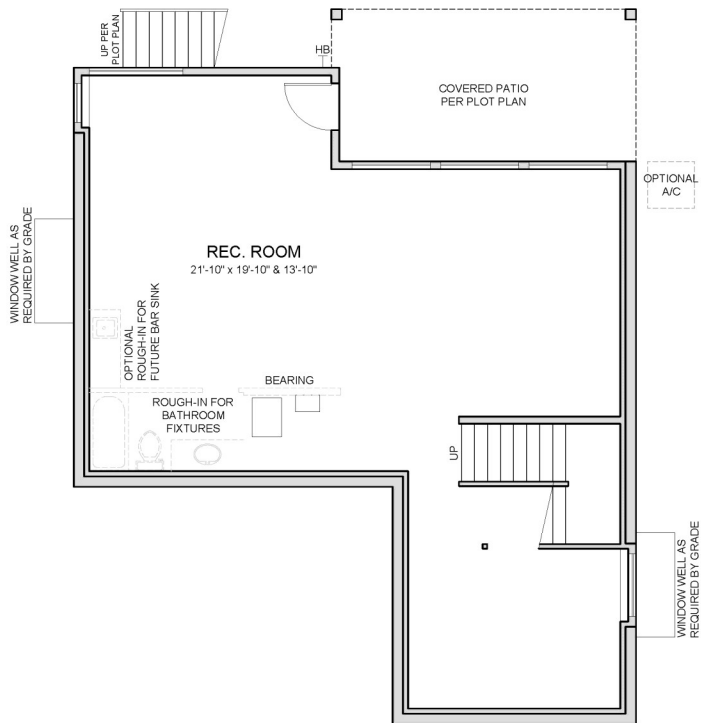 UP PER
PLOT PLAN
HB
COVERED PATIO
PER PLOT PLAN
OPTIONAL
A/C
WINDOW WELL AS
REQUIRED BY GRADE
REC. ROOM
21'-10" x 19'-10" & 13'-10"
OPTIONAL
ROUGH-IN FOR
FUTURE BAR SINK
BEARING
ROUGH-IN FOR
BATHROOM
FIXTURES
UP
WINDOW WELL AS
REQUIRED BY GRADE